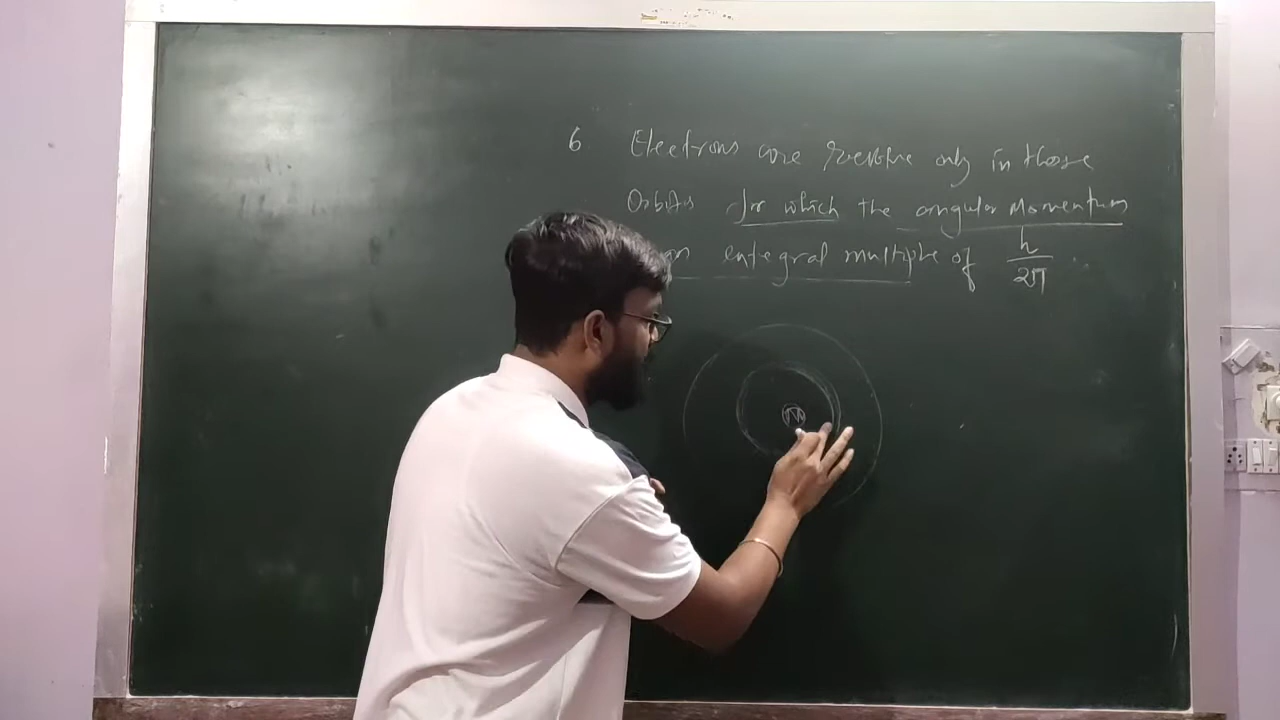 6 Electrons are revolve only in those
Orbits for which the angular Momentum
entegral multiple of h/2π.
N